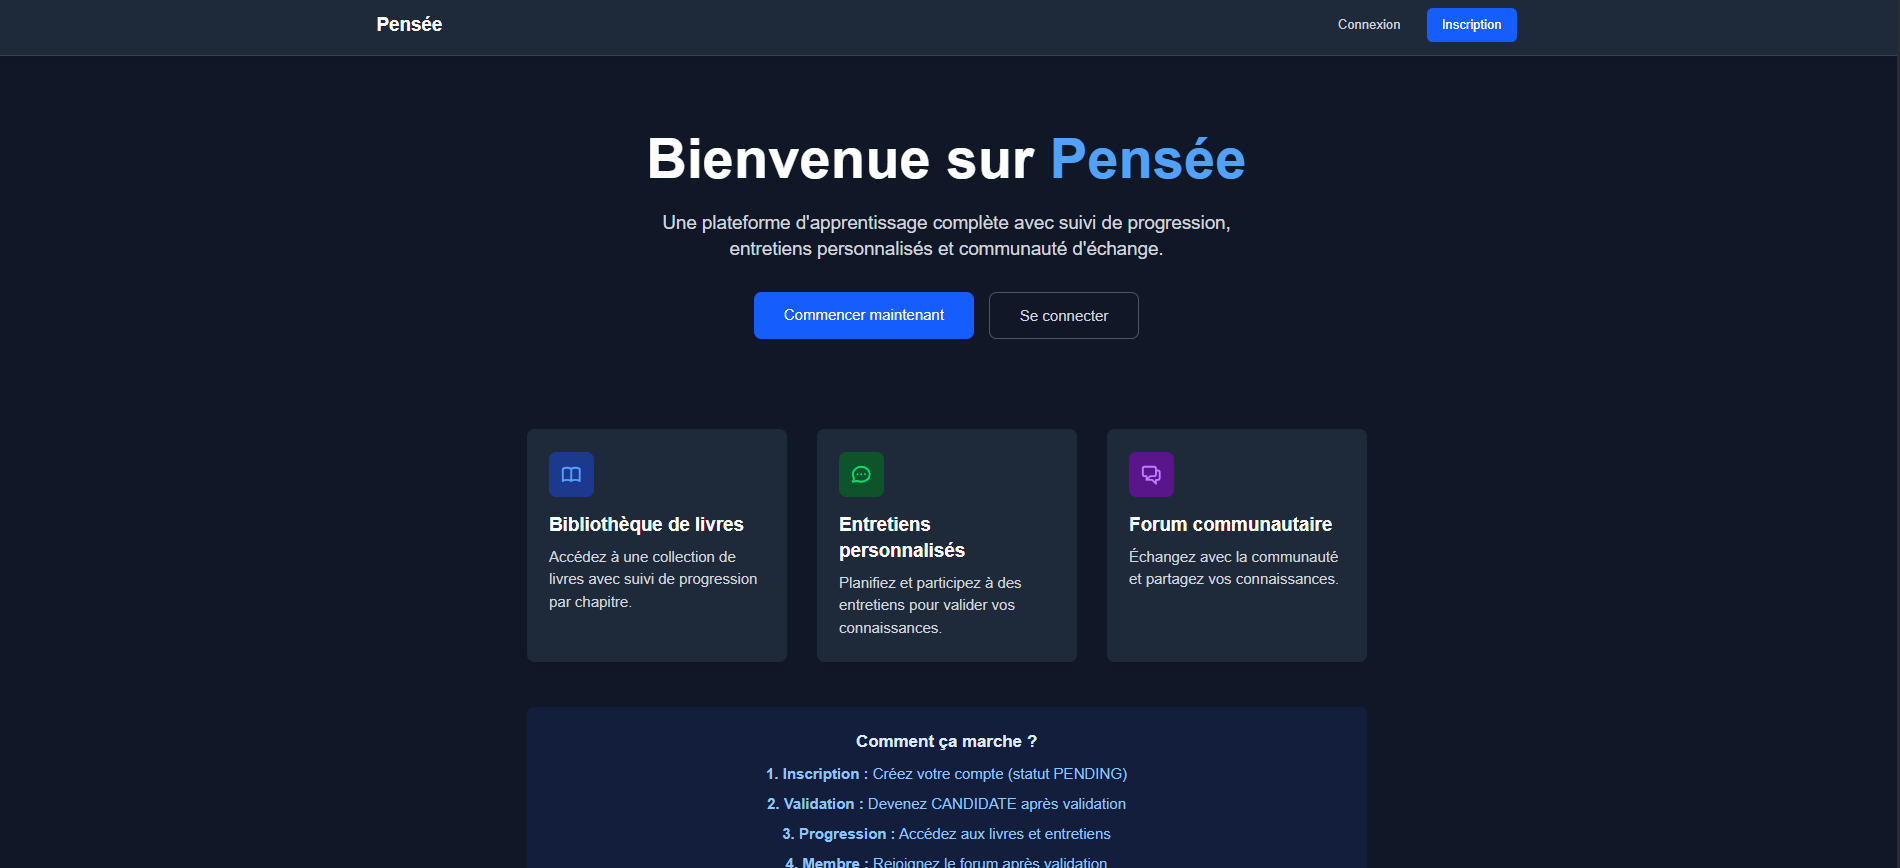 Pensée
Connexion
Inscription
Bienvenue sur Pensée
Une plateforme d'apprentissage complète avec suivi de progression,
entretiens personnalisés et communauté d'échange.
Commencer maintenant
Se connecter
Bibliothèque de livres
Accédez à une collection de
livres avec suivi de progression
par chapitre.
Entretiens
personnalisés
Planifiez et participez à des
entretiens pour valider vos
connaissances.
Forum communautaire
Échangez avec la communauté
et partagez vos connaissances.
Comment ça marche ?
1. Inscription : Créez votre compte (statut PENDING)
2. Validation : Devenez CANDIDATE après validation
3. Progression : Accédez aux livres et entretiens
4. Membre : Rejoignez le forum après validation